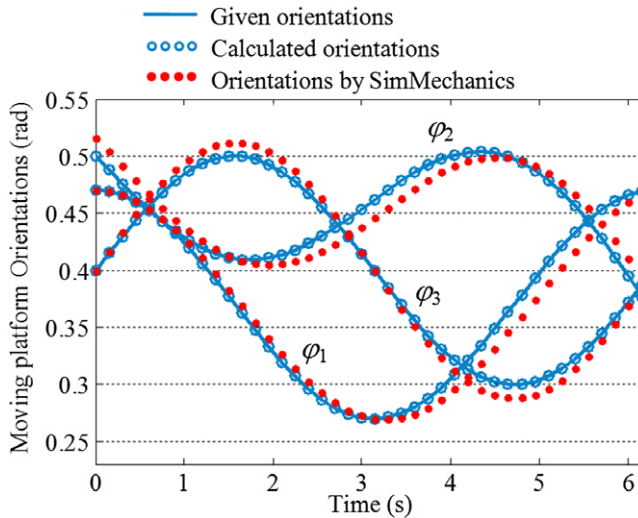 Given orientations
Calculated orientations
Orientations by SimMechanics
Moving platform Orientations (rad)
0.55
0.5
0.45
0.4
0.35
0.3
0.25
φ2
φ3
φ1
0 1 2 3 4 5 6
Time (s)